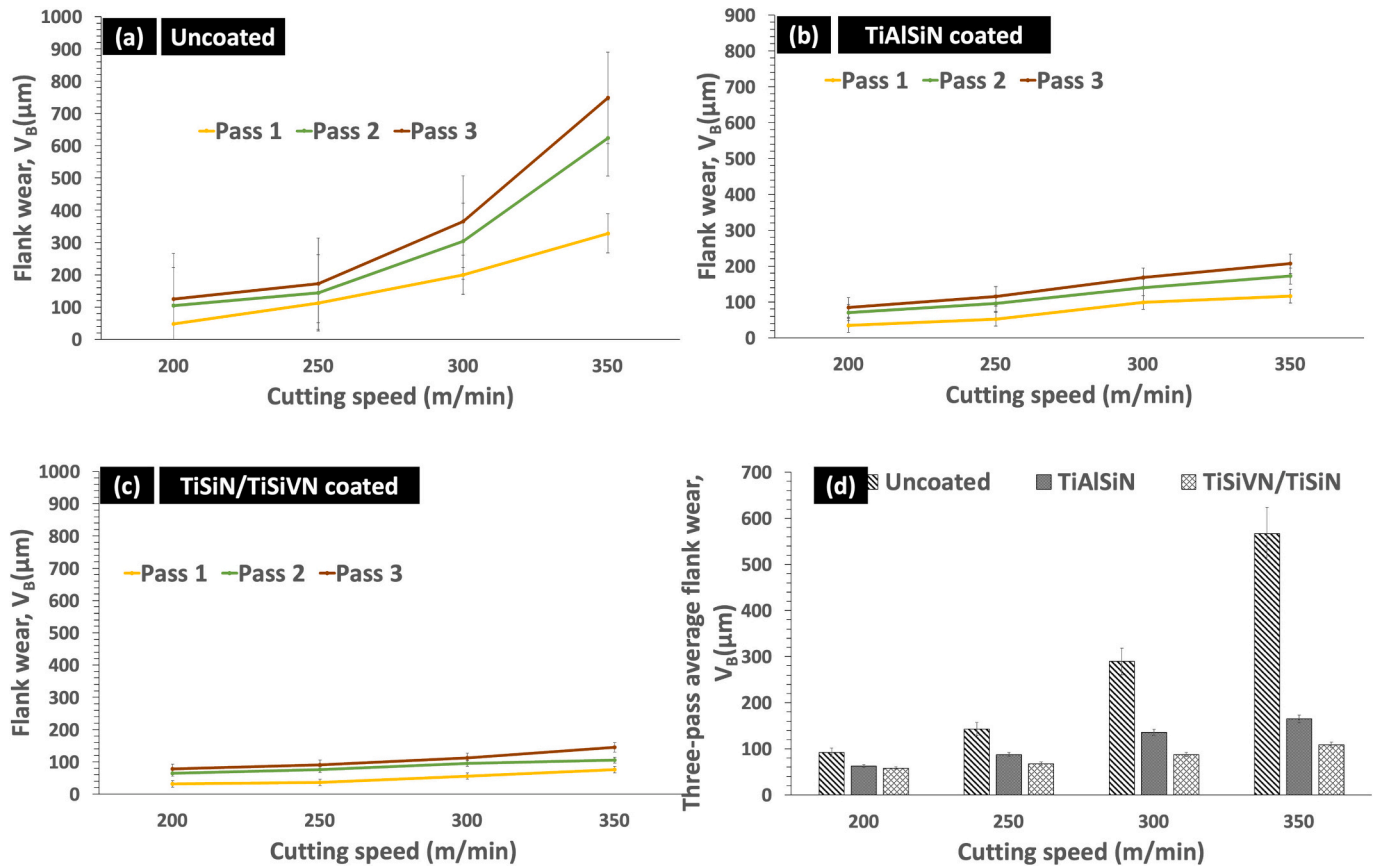 (a) Uncoated
1000
900
800
700
600
500
400
300
200
100
0
Flank wear, VB(µm)
Pass 1 Pass 2 Pass 3
200 250 300 350
Cutting speed (m/min)
(b) TiAlSiN coated
900
800
700
600
500
400
300
200
100
0
Flank wear, VB(µm)
Pass 1 Pass 2 Pass 3
200 250 300 350
Cutting speed (m/min)
(c) TiSiN/TiSiVN coated
1000
900
800
700
600
500
400
300
200
100
0
Flank wear, VB(µm)
Pass 1 Pass 2 Pass 3
200 250 300 350
Cutting speed (m/min)
(d) Uncoated TiAlSiN TiSiVN/TiSiN
700
600
500
400
300
200
100
0
Three-pass average flank wear,
VB(µm)
200 250 300 350
Cutting speed (m/min)